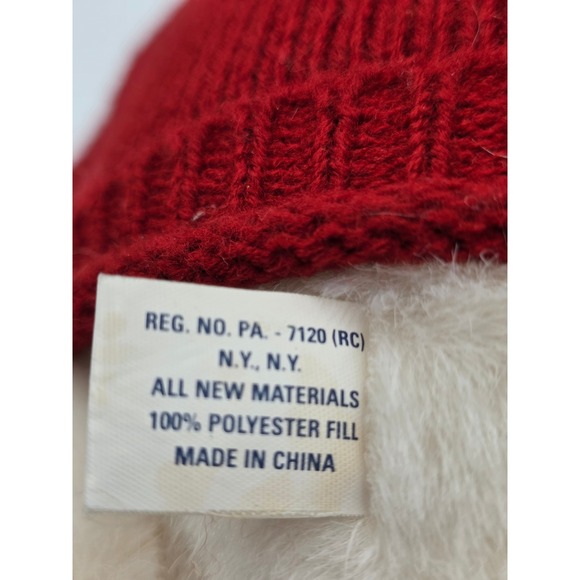 REG. NO. PA. - 7120 (RC)
N.Y., N.Y.
ALL NEW MATERIALS
100% POLYESTER FILL
MADE IN CHINA